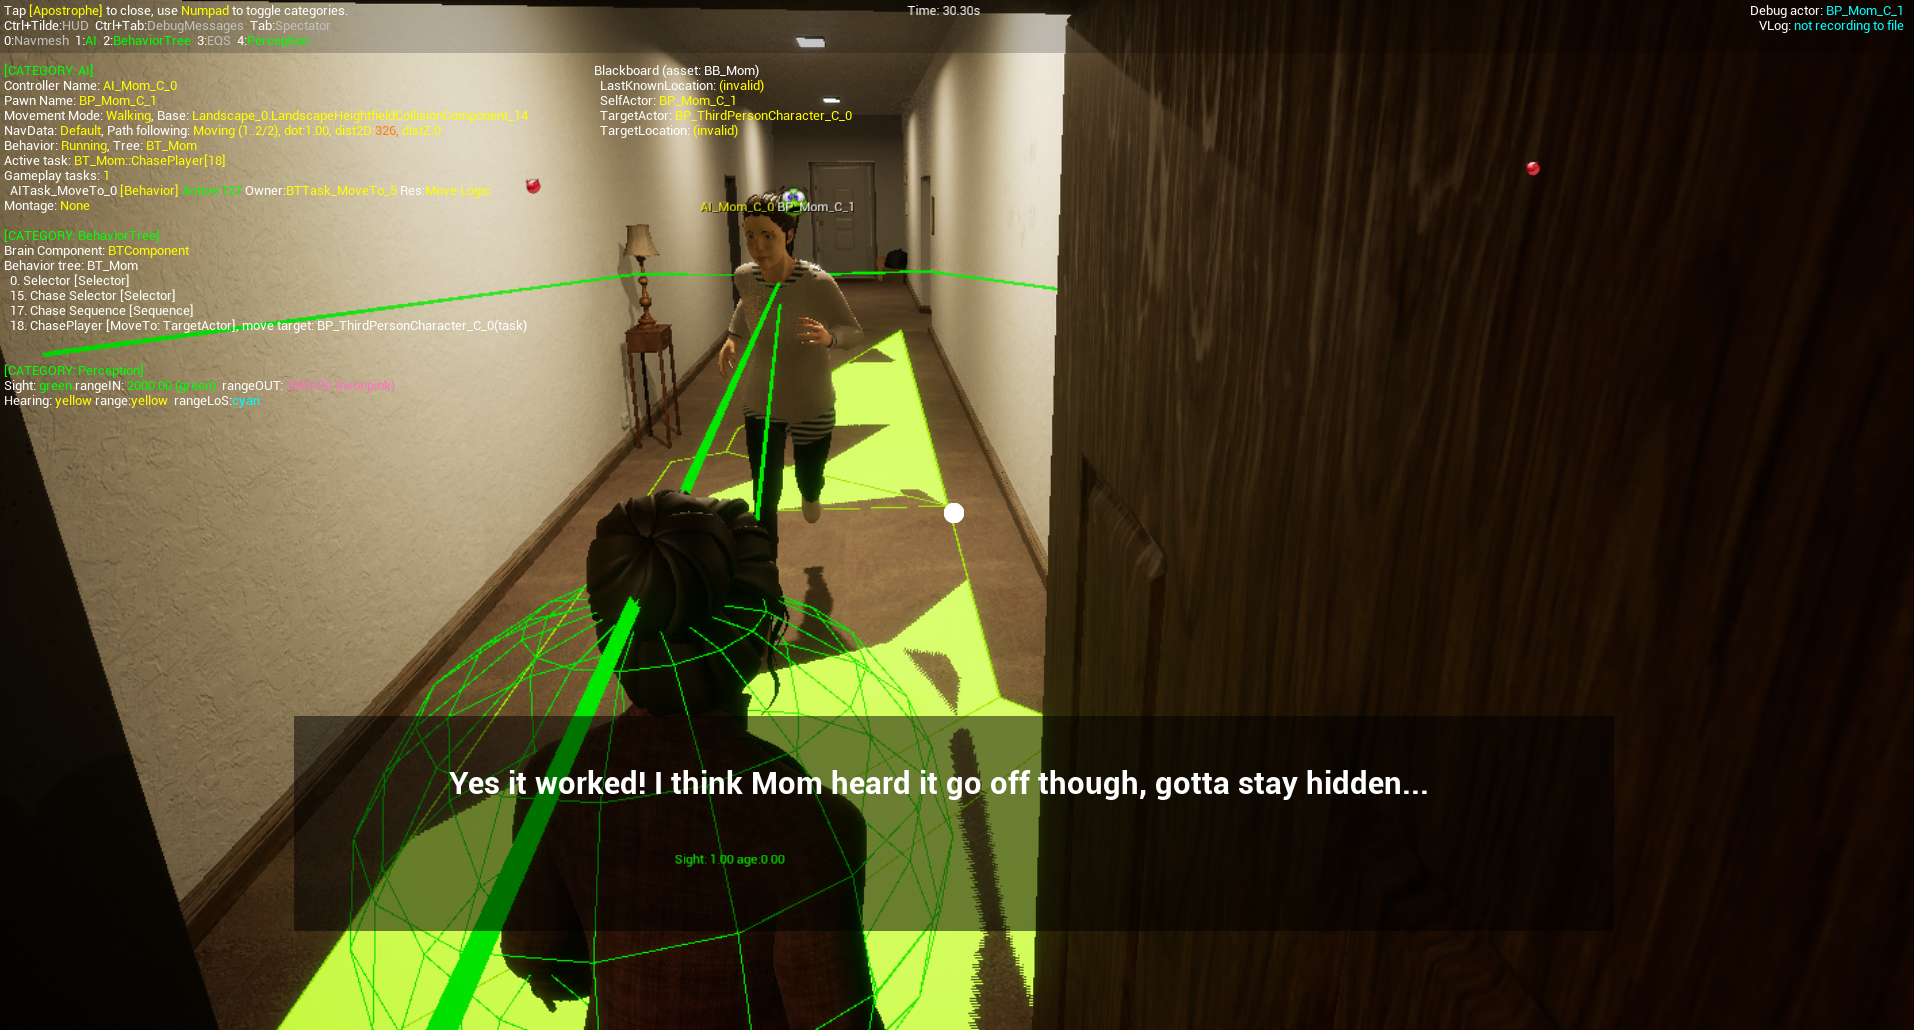 Tap [Apostrophe] to close, use Numpad to toggle categories.
Ctrl+Tilde:HUD Ctrl+Tab:DebugMessages Tab:Spectator
0:Navmesh 1:AI 2:BehaviorTree 3:EQS 4:Perception
Time: 30.30s
Debug actor: BP_Mom_C_1
VLog: not recording to file
[CATEGORY: AI]
Controller Name: AI_Mom_C_0
Pawn Name: BP_Mom_C_1
Movement Mode: Walking, Base: Landscape_0.LandscapeHeightfieldCollisionComponent_14
NavData: Default, Path following: Moving (1..2/2), dot:1.00, dist2D:326, distZ:0
Behavior: Running, Tree: BT_Mom
Active task: BT_Mom::ChasePlayer[18]
Gameplay tasks: 1
AITask_MoveTo_0 [Behavior] Active:127 Owner:BTTask_MoveTo_5 Res:Move Logic
Montage: None
Blackboard (asset: BB_Mom)
LastKnownLocation: (invalid)
SelfActor: BP_Mom_C_1
TargetActor: BP_ThirdPersonCharacter_C_0
TargetLocation: (invalid)
AI_Mom_C_0 BP_Mom_C_1
[CATEGORY: BehaviorTree]
Brain Component: BTComponent
Behavior tree: BT_Mom
0. Selector [Selector]
15. Chase Selector [Selector]
17. Chase Sequence [Sequence]
18. ChasePlayer [MoveTo: TargetActor], move target: BP_ThirdPersonCharacter_C_0(task)
[CATEGORY: Perception]
Sight: green rangeIN: 2000.00 (green) rangeOUT:
Hearing: yellow range:yellow rangeLoS:cyan
Yes it worked! I think Mom heard it go off though, gotta stay hidden...
Sight: 1.00 age:0.00